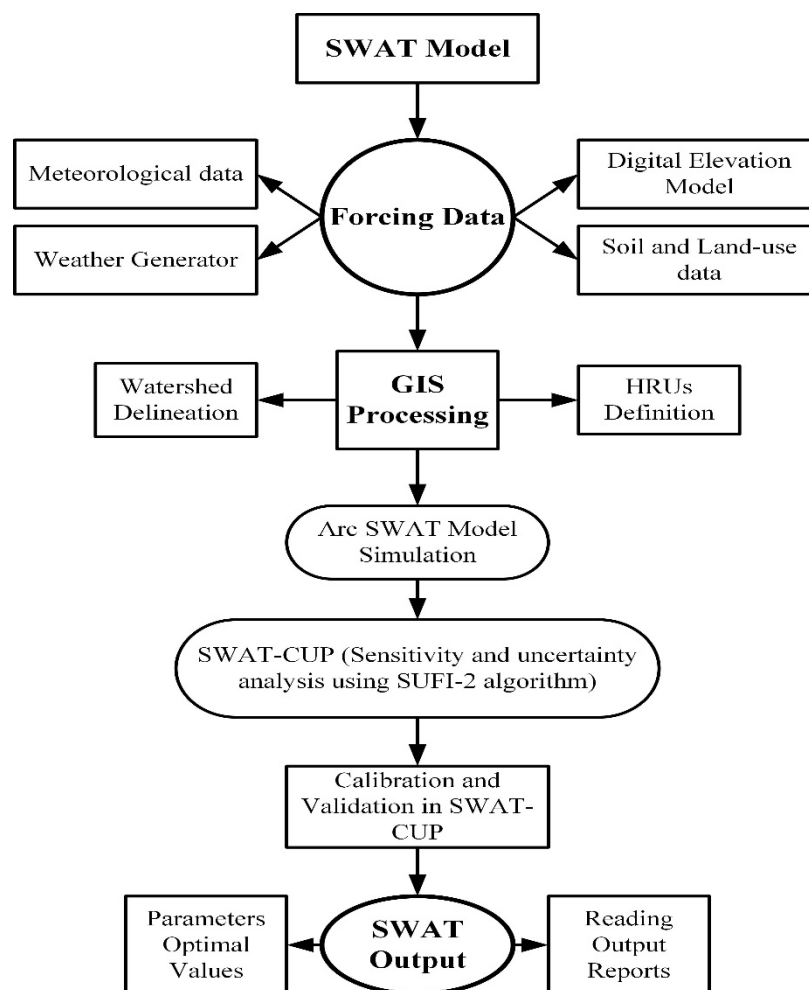 SWAT Model
Meteorological data
Digital Elevation
Model
Forcing Data
Weather Generator
Soil and Land-use
data
Watershed
Delineation
GIS
Processing
HRUs
Definition
Arc SWAT Model
Simulation
SWAT-CUP (Sensitivity and uncertainty
analysis using SUFI-2 algorithm)
Calibration and
Validation in SWAT-
CUP
Parameters
Optimal
Values
SWAT
Output
Reading
Output
Reports